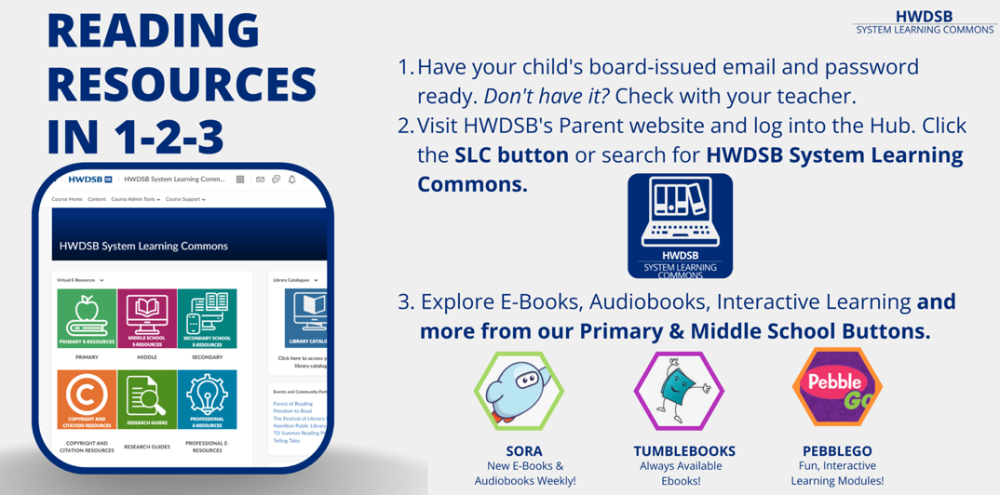 READING
RESOURCES
IN 1-2-3
HWDSB
SYSTEM LEARNING COMMONS
1. Have your child's board-issued email and password
ready. Don't have it? Check with your teacher.
2. Visit HWDSB's Parent website and log into the Hub. Click
the SLC button or search for HWDSB System Learning
Commons.
HWDSB
SYSTEM LEARNING
COMMONS
3. Explore E-Books, Audiobooks, Interactive Learning and
more from our Primary & Middle School Buttons.
Pebble
Go
SORA
New E-Books &
Audiobooks Weekly!
TUMBLEBOOKS
Always Available
Ebooks!
PEBBLEGO
Fun, Interactive
Learning Modules!
HWDSB HWDSB System Learning Comm...
Course Home Content Course Admin Tools Course Support
HWDSB System Learning Commons
Virtual E-Resources
PRIMARY E-RESOURCES
MIDDLE SCHOOL
E-RESOURCES
SECONDARY SCHOOL
E-RESOURCES
PRIMARY MIDDLE SECONDARY
COPYRIGHT AND
CITATION RESOURCES
RESEARCH GUIDES
PROFESSIONAL
E-RESOURCES
COPYRIGHT AND
CITATION RESOURCES
RESEARCH GUIDES
PROFESSIONAL E-
RESOURCES
Library Catalogues
LIBRARY CATALO
Click here to access y
library catalog
Events and Community Part
Forest of Reading
Freedom to Read
The Festival of Literary
Hamilton Public Library
TD Summer Reading P
Telling Tales